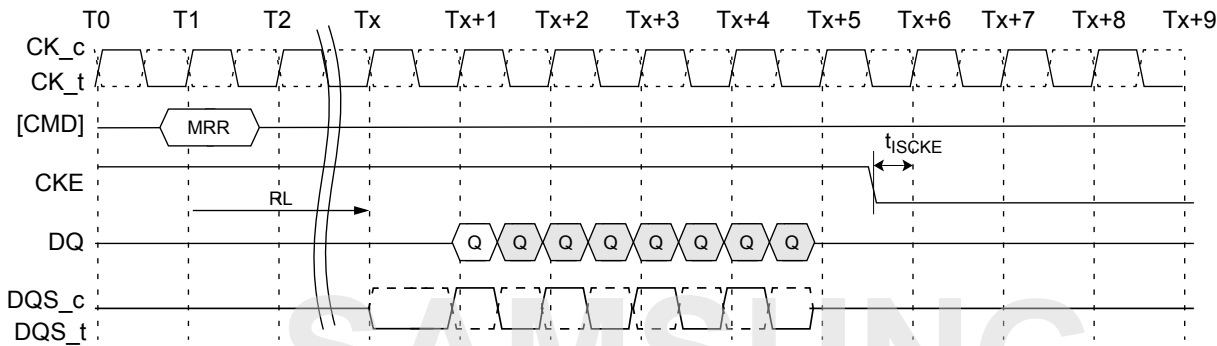 T0 T1 T2 Tx Tx+1 Tx+2 Tx+3 Tx+4 Tx+5 Tx+6 Tx+7 Tx+8 Tx+9
CK_c
CK_t
[CMD] MRR
tISCKE
CKE
RL
DQ Q Q Q Q Q Q Q Q
DQS_c
DQS_t
SAMSUNG